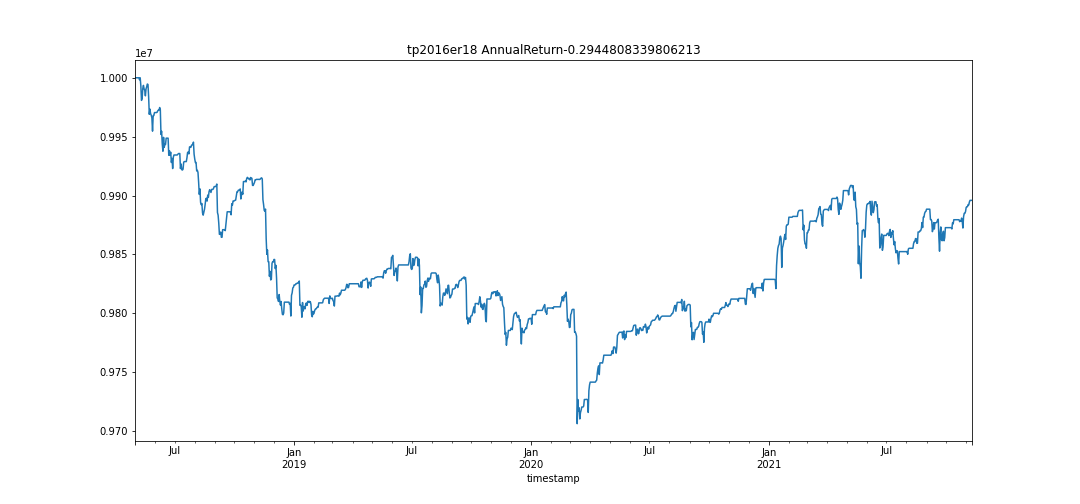 tp2016er18 AnnualReturn-0.2944808339806213
1e7
1.000
0.995
0.990
0.985
0.980
0.975
0.970
Jul Jan Jul Jan Jul Jan Jul
2019 2020 2021
timestamp